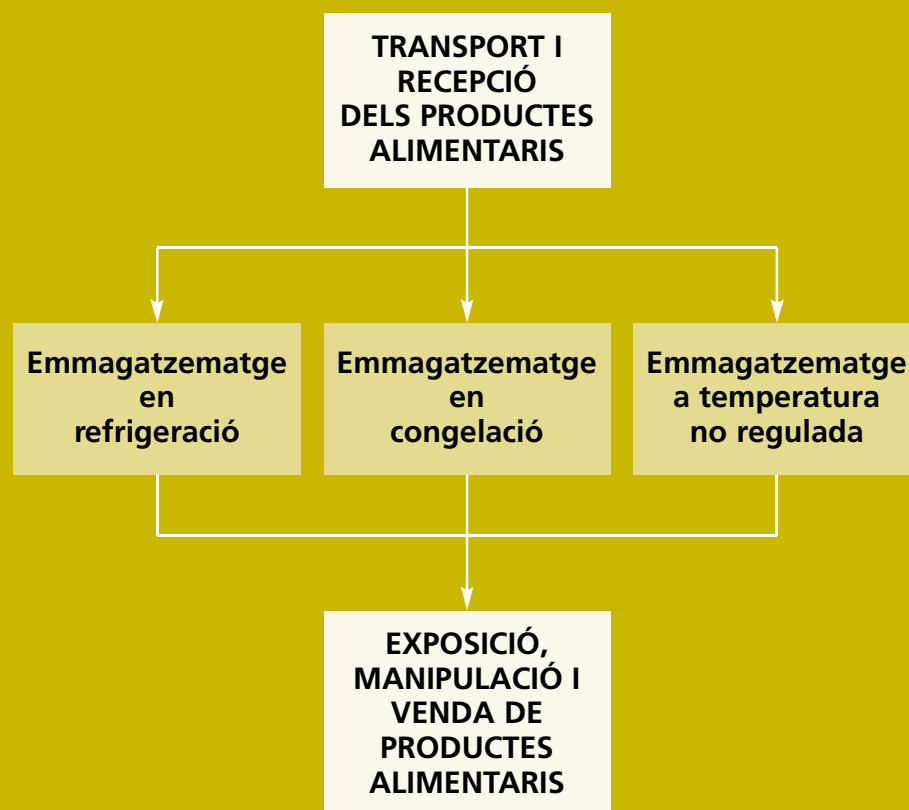 TRANSPORT I
RECEPCIÓ
DELS PRODUCTES
ALIMENTARIS
Emmagatzematge
en
refrigeració
Emmagatzematge
en
congelació
Emmagatzematge
a temperatura
no regulada
EXPOSICIÓ,
MANIPULACIÓ I
VENDA DE
PRODUCTES
ALIMENTARIS